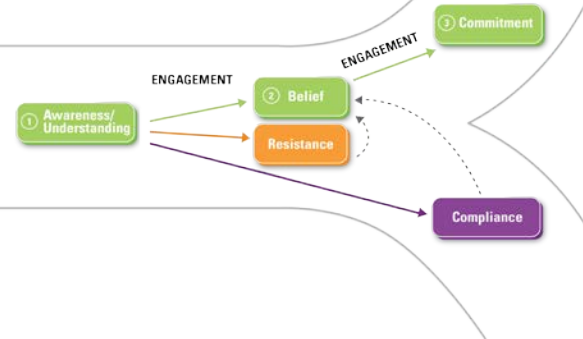 3 Commitment
ENGAGEMENT
ENGAGEMENT
2 Belief
1 Awareness/
Understanding
Resistance
Compliance